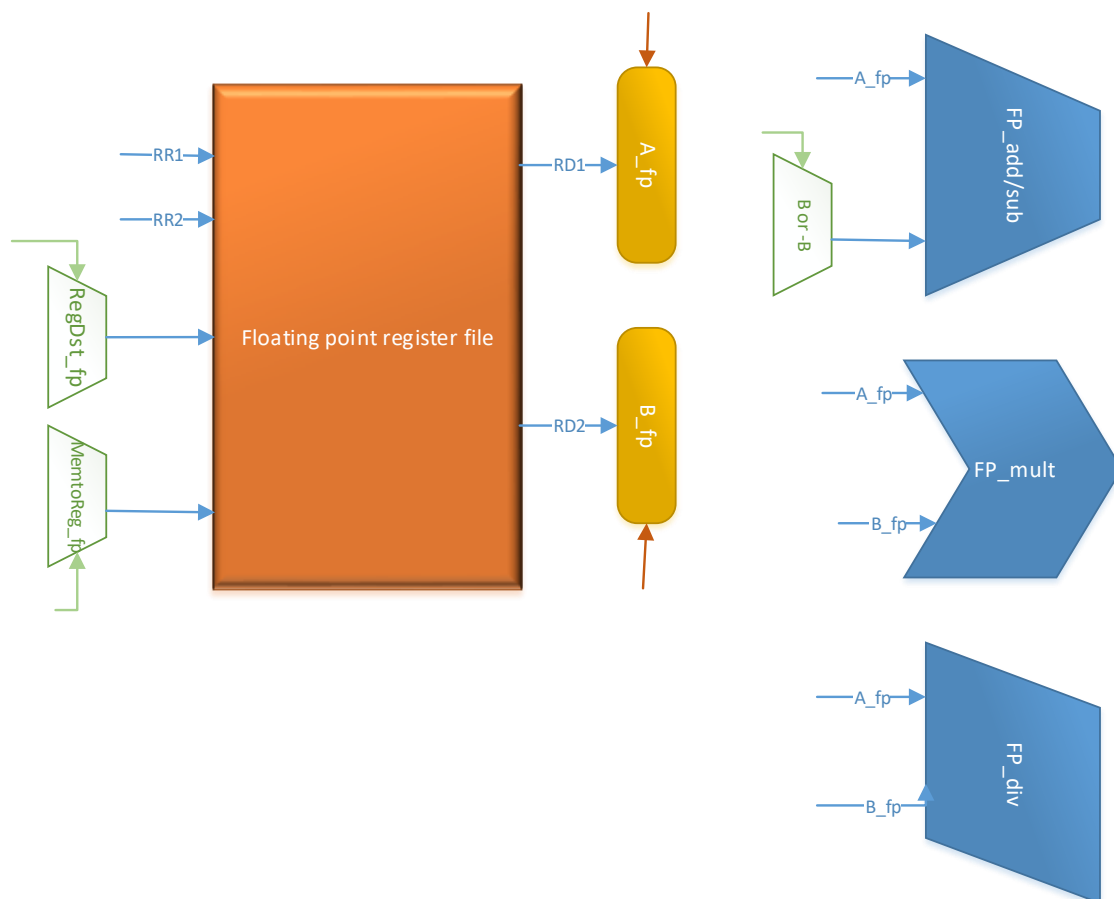 RR1
RR2
RegDst_fp
MemtoReg_fp
Floating point register file
RD1
RD2
A_fp
B_fp
B or -B
A_fp
FP_add/sub
A_fp
B_fp
FP_mult
A_fp
B_fp
FP_div